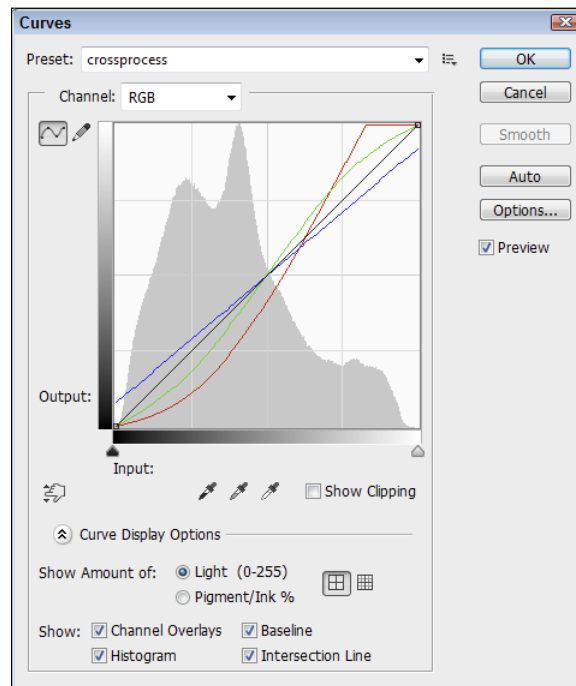 Curves
Preset: crossprocess
OK
Channel: RGB
Cancel
Smooth
Auto
Options...
Preview
Output:
Input:
Show Clipping
Curve Display Options
Show Amount of: Light (0-255)
Pigment/Ink %
Show: Channel Overlays Baseline
Histogram Intersection Line